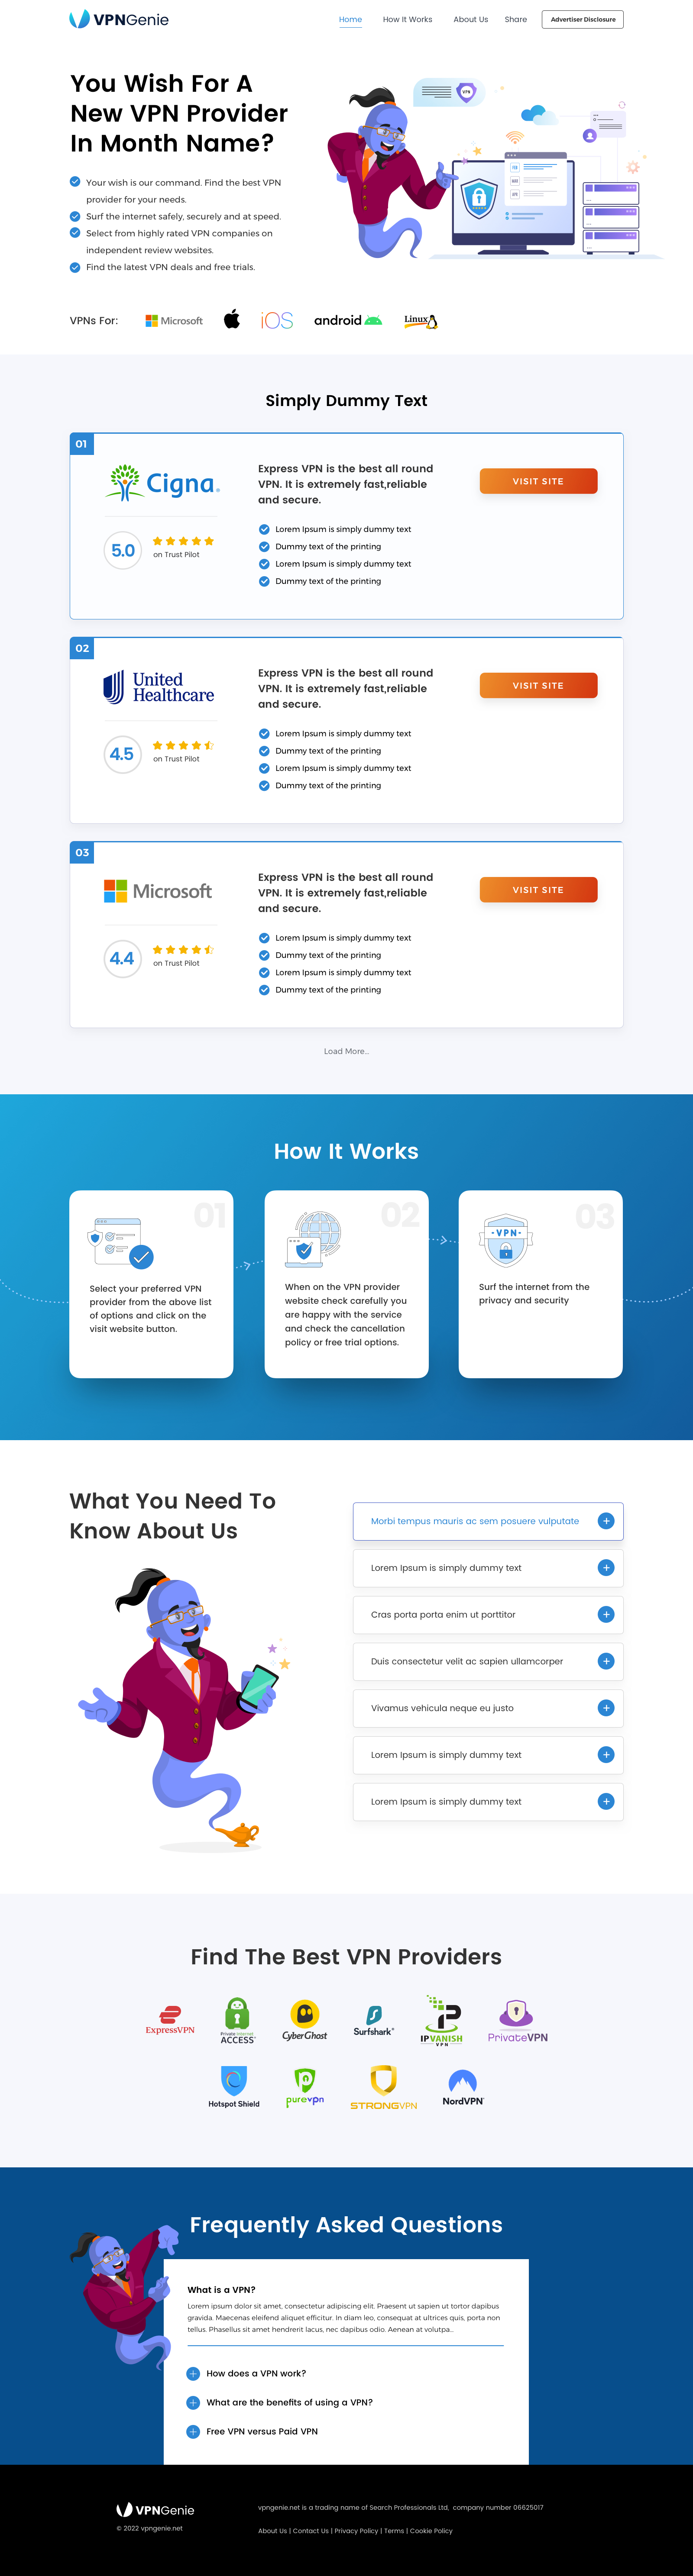 VPNGenie
Home How It Works About Us Share Advertiser Disclosure
You Wish For A
New VPN Provider
In Month Name?
Your wish is our command. Find the best VPN
provider for your needs.
Surf the internet safely, securely and at speed.
Select from highly rated VPN companies on
independent review websites.
Find the latest VPN deals and free trials.
VPN
VPNs For: Microsoft iOS android Linux
Simply Dummy Text
01
Cigna
5.0
on Trust Pilot
Express VPN is the best all round
VPN. It is extremely fast,reliable
and secure.
Lorem Ipsum is simply dummy text
Dummy text of the printing
Lorem Ipsum is simply dummy text
Dummy text of the printing
VISIT SITE
02
United
Healthcare
4.5
on Trust Pilot
Express VPN is the best all round
VPN. It is extremely fast,reliable
and secure.
Lorem Ipsum is simply dummy text
Dummy text of the printing
Lorem Ipsum is simply dummy text
Dummy text of the printing
VISIT SITE
03
Microsoft
4.4
on Trust Pilot
Express VPN is the best all round
VPN. It is extremely fast,reliable
and secure.
Lorem Ipsum is simply dummy text
Dummy text of the printing
Lorem Ipsum is simply dummy text
Dummy text of the printing
VISIT SITE
Load More...
How It Works
01
Select your preferred VPN
provider from the above list
of options and click on the
visit website button.
02
When on the VPN provider
website check carefully you
are happy with the service
and check the cancellation
policy or free trial options.
03
-VPN-
Surf the internet from the
privacy and security
What You Need To
Know About Us
Morbi tempus mauris ac sem posuere vulputate
Lorem Ipsum is simply dummy text
Cras porta porta enim ut porttitor
Duis consectetur velit ac sapien ullamcorper
Vivamus vehicula neque eu justo
Lorem Ipsum is simply dummy text
Lorem Ipsum is simply dummy text
Find The Best VPN Providers
ExpressVPN
Private Internet
ACCESS
CyberGhost
Surfshark
IPVANISH
VPN
PrivateVPN
Hotspot Shield
purevpn
STRONGVPN
NordVPN
Frequently Asked Questions
What is a VPN?
Lorem ipsum dolor sit amet, consectetur adipiscing elit. Praesent ut sapien ut tortor dapibus
gravida. Maecenas eleifend aliquet efficitur. In diam leo, consequat at ultrices quis, porta non
tellus. Phasellus sit amet hendrerit lacus, nec dapibus odio. Aenean at volutpa...
How does a VPN work?
What are the benefits of using a VPN?
Free VPN versus Paid VPN
VPNGenie
© 2022 vpngenie.net
vpngenie.net is a trading name of Search Professionals Ltd, company number 06625017
About Us | Contact Us | Privacy Policy | Terms | Cookie Policy